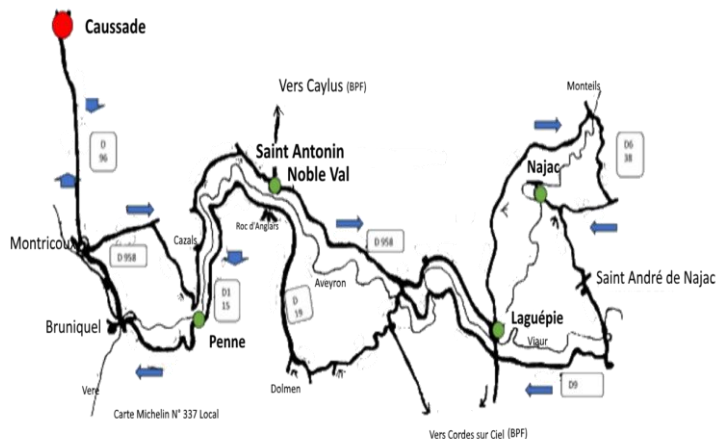 Caussade
Vers Caylus (BPF)
Monteils
D
96
Saint Antonin
Noble Val
D6
38
Najac
Roc d'Anglars
Montricoux
Cazals
D 958
D 958
Saint André de Najac
Aveyron
D1
15
D
19
Bruniquel
Laguépie
Penne
Viaur
Vere
Dolmen
D9
Carte Michelin N° 337 Local
Vers Cordes sur Ciel (BPF)